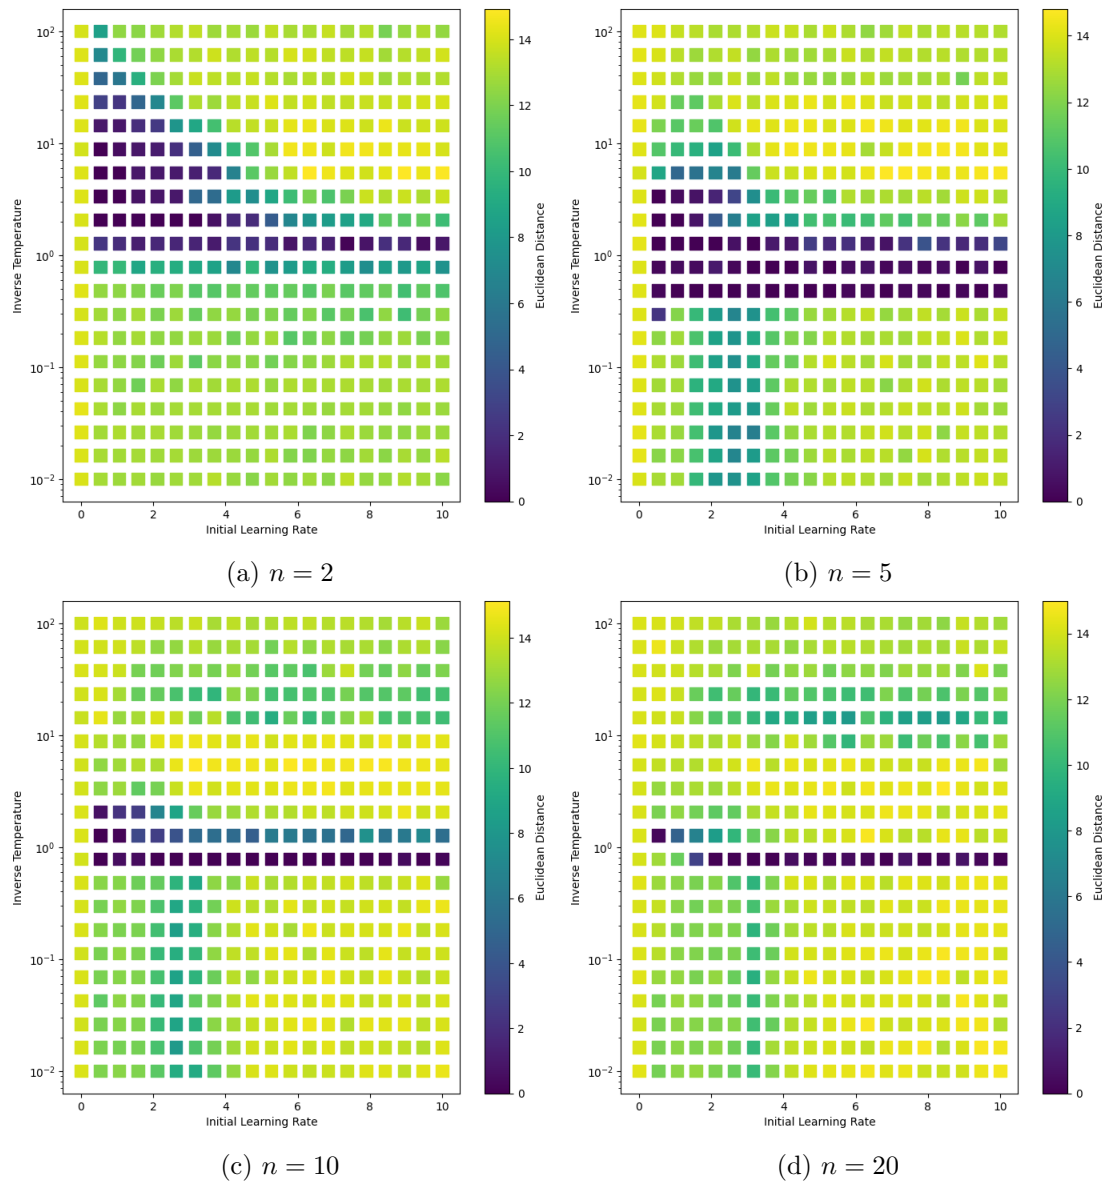 10²
10¹
10⁰
10⁻¹
10⁻²
Inverse Temperature
0 2 4 6 8 10
Initial Learning Rate
14
12
10
8
6
4
2
0
Euclidean Distance
(a) n = 2
10²
10¹
10⁰
10⁻¹
10⁻²
Inverse Temperature
0 2 4 6 8 10
Initial Learning Rate
14
12
10
8
6
4
2
0
Euclidean Distance
(b) n = 5
10²
10¹
10⁰
10⁻¹
10⁻²
Inverse Temperature
0 2 4 6 8 10
Initial Learning Rate
14
12
10
8
6
4
2
0
Euclidean Distance
(c) n = 10
10²
10¹
10⁰
10⁻¹
10⁻²
Inverse Temperature
0 2 4 6 8 10
Initial Learning Rate
14
12
10
8
6
4
2
0
Euclidean Distance
(d) n = 20